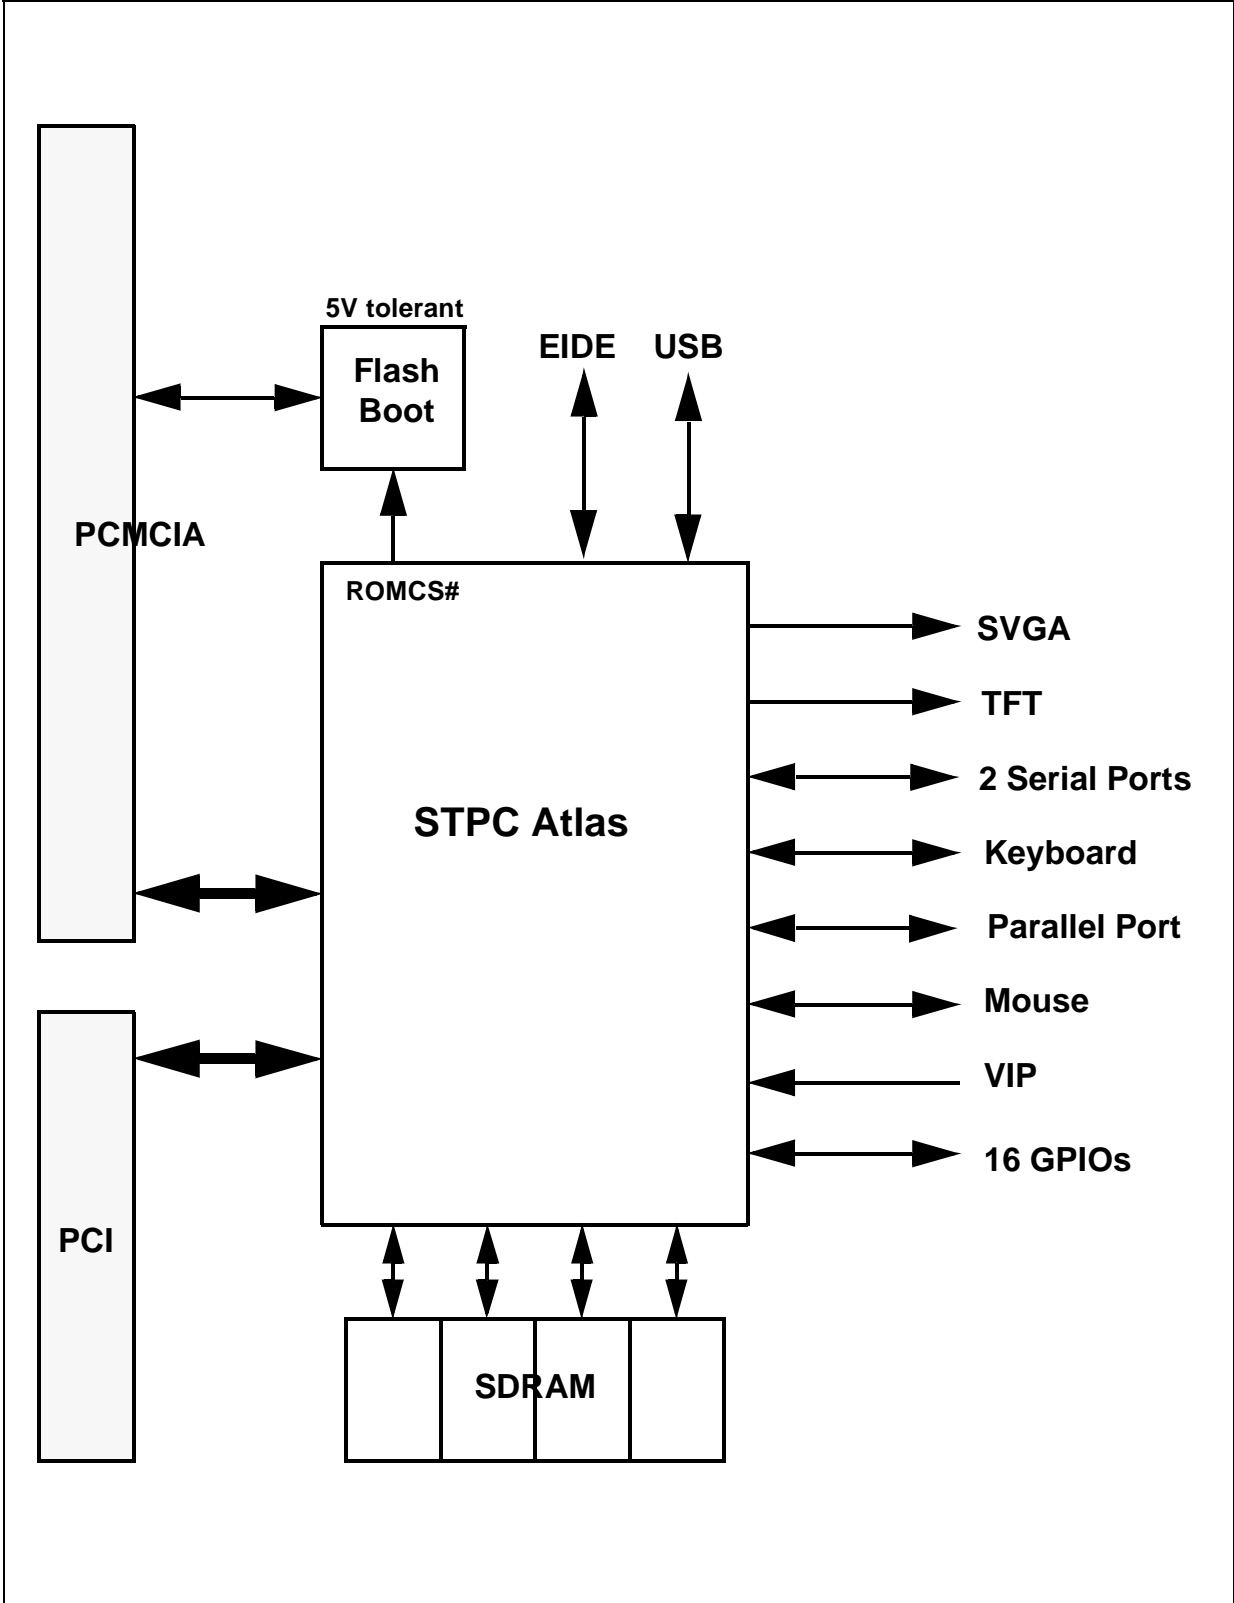 5V tolerant
Flash
Boot
EIDE
USB
PCMCIA
ROMCS#
SVGA
TFT
STPC Atlas
2 Serial Ports
Keyboard
Parallel Port
Mouse
VIP
16 GPIOs
PCI
SDRAM